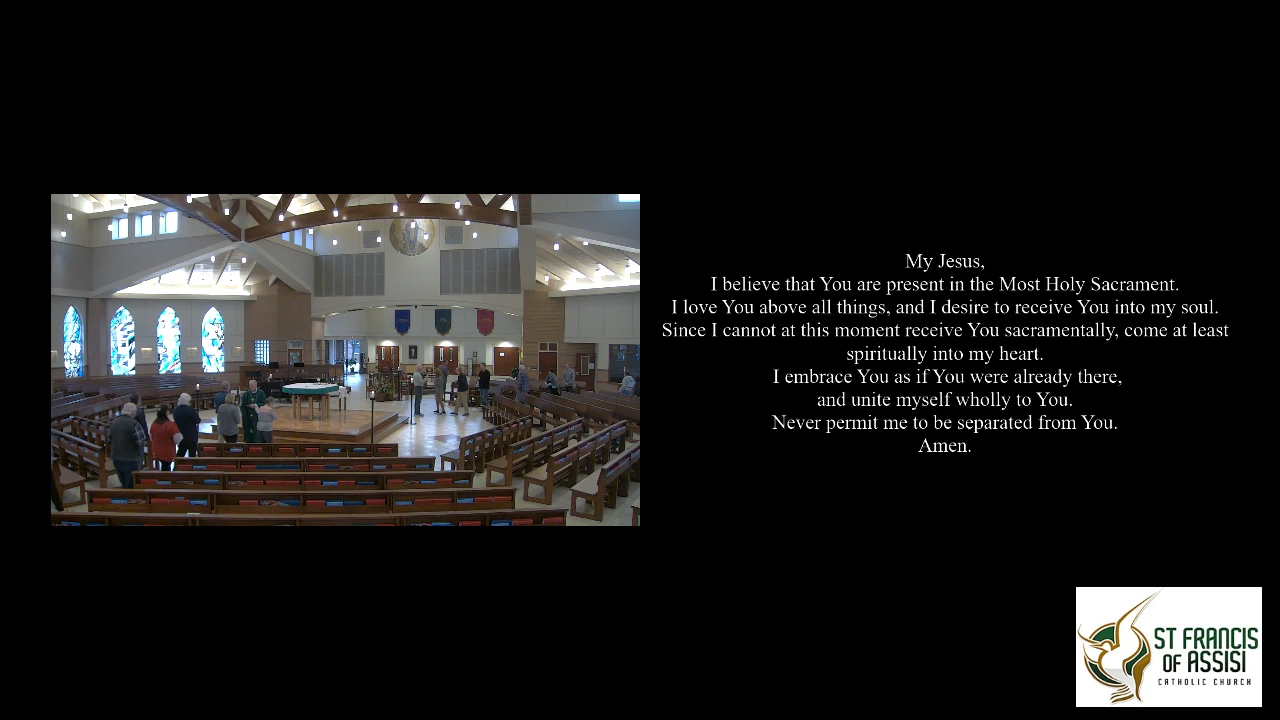 My Jesus,
I believe that You are present in the Most Holy Sacrament.
I love You above all things, and I desire to receive You into my soul.
Since I cannot at this moment receive You sacramentally, come at least
spiritually into my heart.
I embrace You as if You were already there,
and unite myself wholly to You.
Never permit me to be separated from You.
Amen.
ST FRANCIS
OF ASSISI
CATHOLIC CHURCH